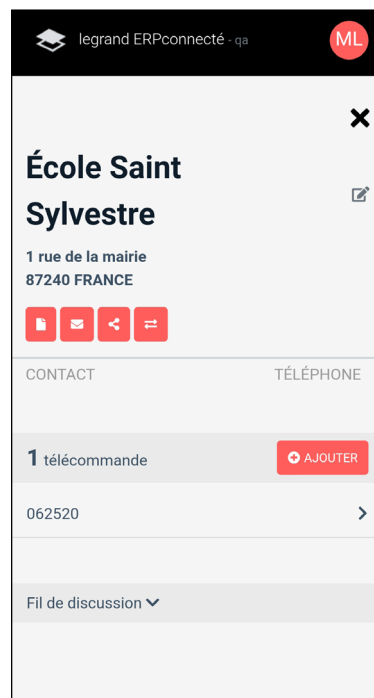 legrand ERPconnecté - qa
ML
École Saint
Sylvestre
1 rue de la mairie
87240 FRANCE
CONTACT TÉLÉPHONE
1 télécommande
AJOUTER
062520
Fil de discussion